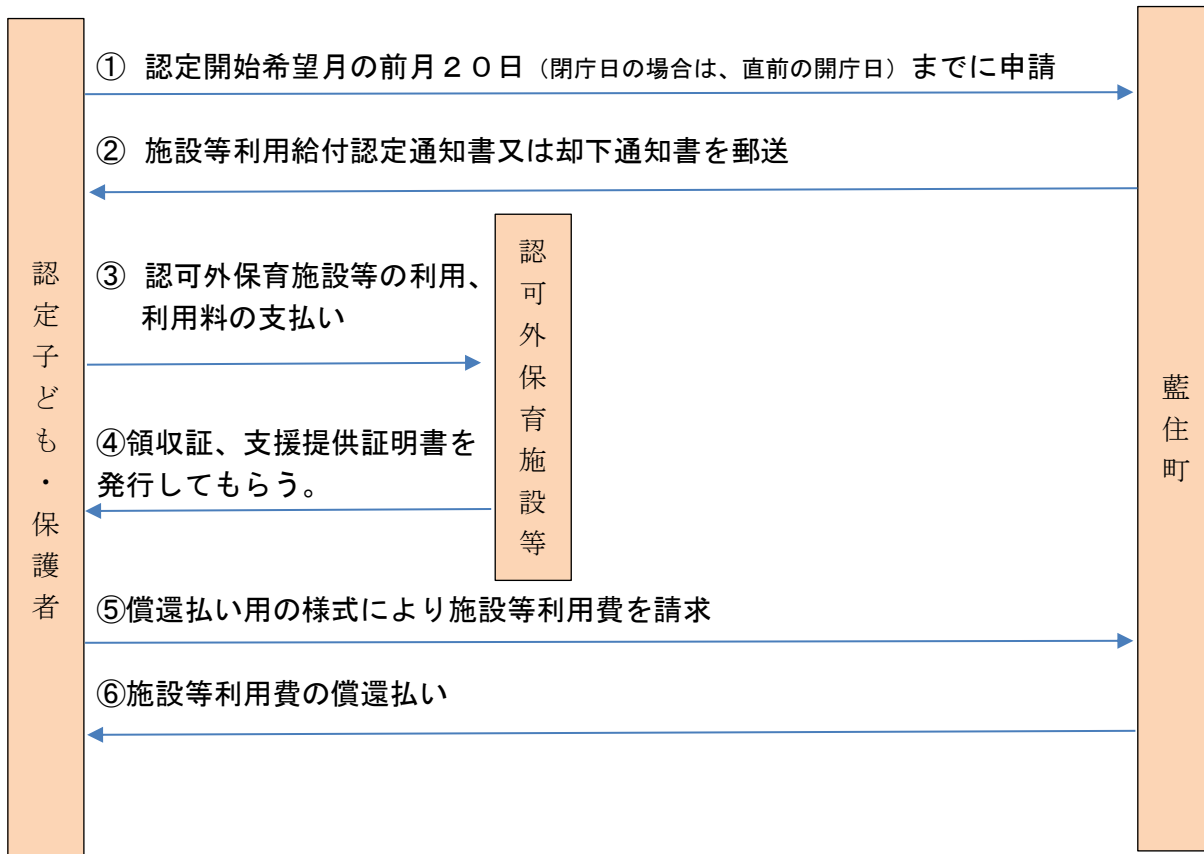 ① 認定開始希望月の前月２０日（閉庁日の場合は、直前の開庁日）までに申請
② 施設等利用給付認定通知書又は却下通知書を郵送
認定子ども・保護者
③ 認可外保育施設等の利用、
利用料の支払い
認可外保育施設等
藍住町
④領収証、支援提供証明書を
発行してもらう。
⑤償還払い用の様式により施設等利用費を請求
⑥施設等利用費の償還払い